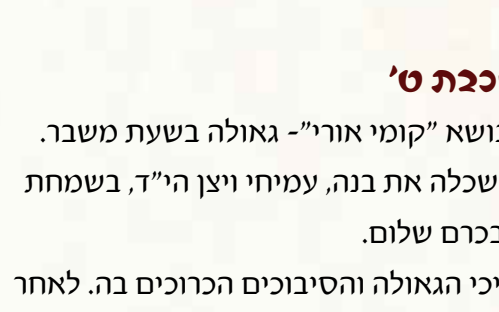 כבת ט'
נושא "קומי אורי"- גאולה בשעת משבר.
שכלה את בנה, עמיחי ויצן הי"ד, בשמחת
בכרם שלום.
יכי הגאולה והסיבוכים הכרוכים בה. לאחר